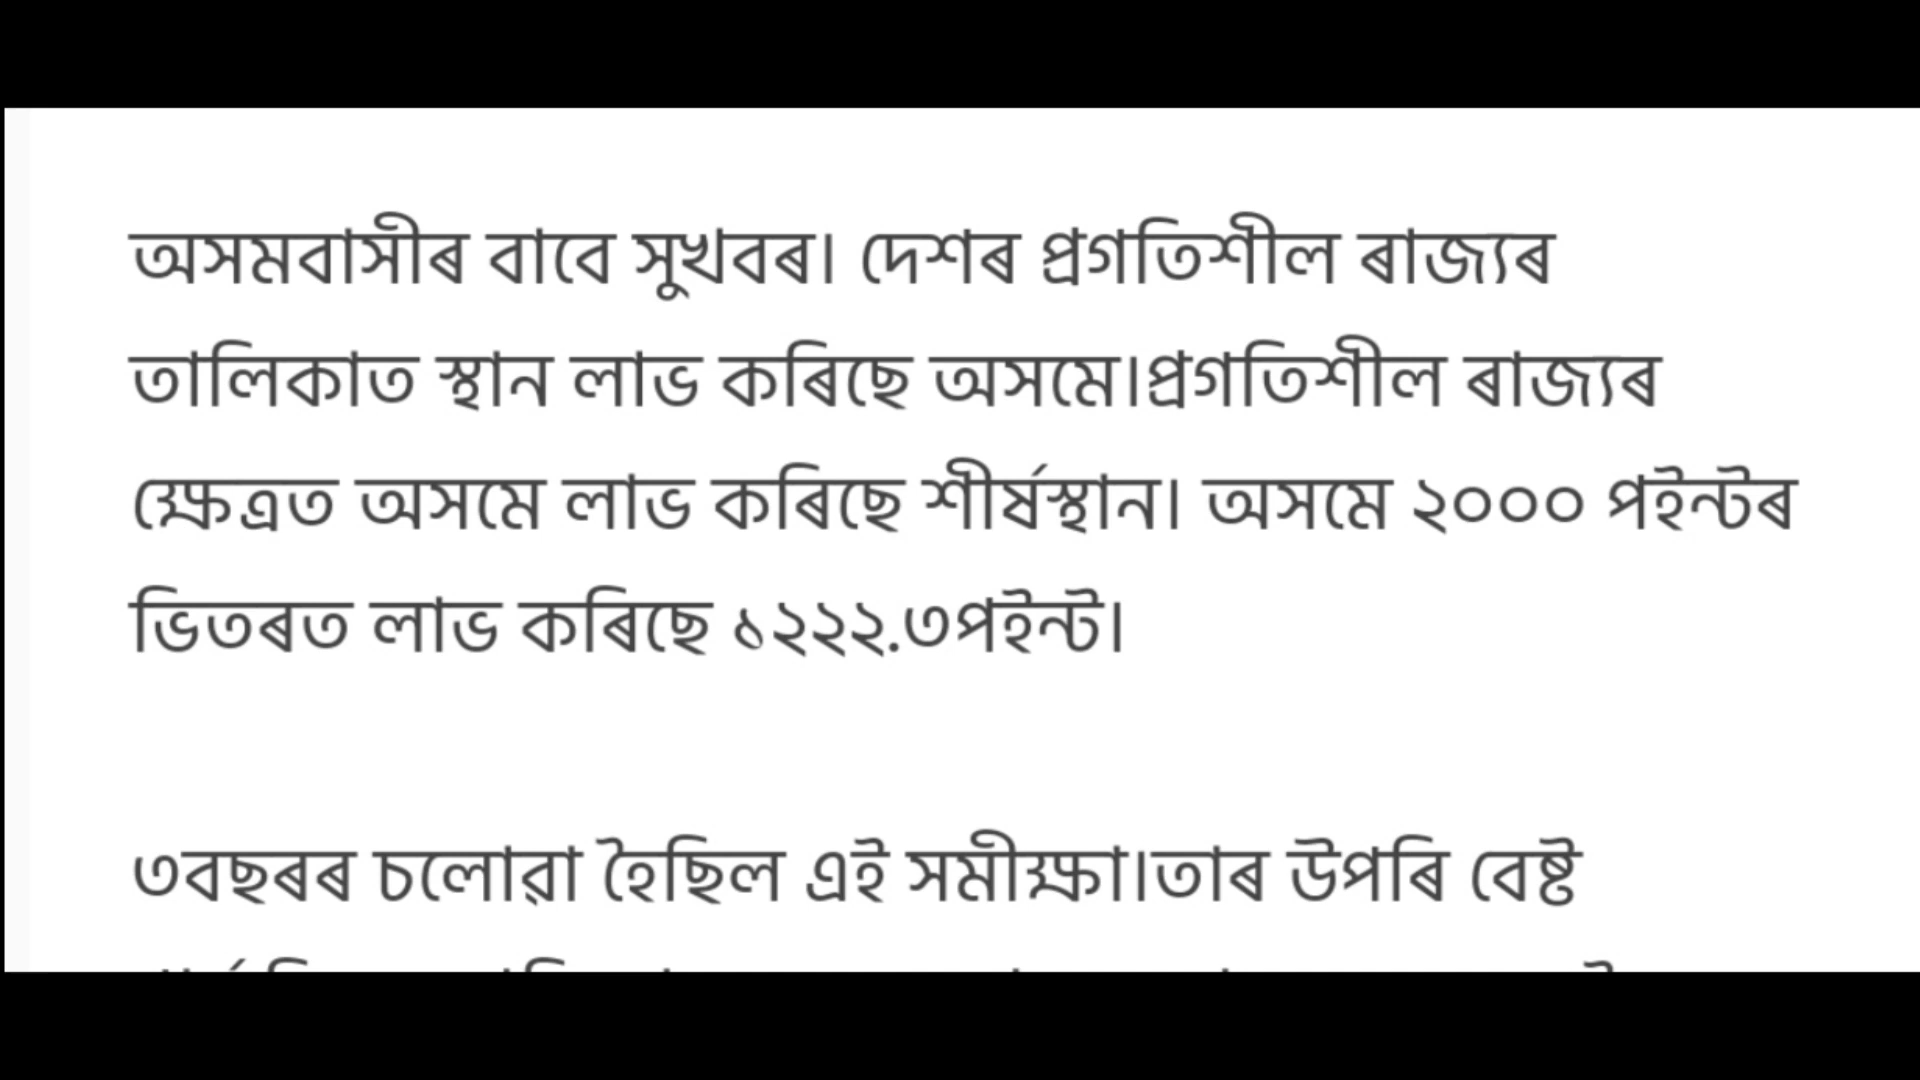 অসমবাসীৰ বাবে সুখবৰ। দেশৰ প্ৰগতিশীল ৰাজ্যৰ
তালিকাত স্থান লাভ কৰিছে অসমে।প্ৰগতিশীল ৰাজ্যৰ
ক্ষেত্ৰত অসমে লাভ কৰিছে শীৰ্ষস্থান। অসমে ২০০০ পইন্টৰ
ভিতৰত লাভ কৰিছে ১২২২.৩পইন্ট।
৩বছৰৰ চলোৱা হৈছিল এই সমীক্ষা।তাৰ উপৰি বেষ্ট